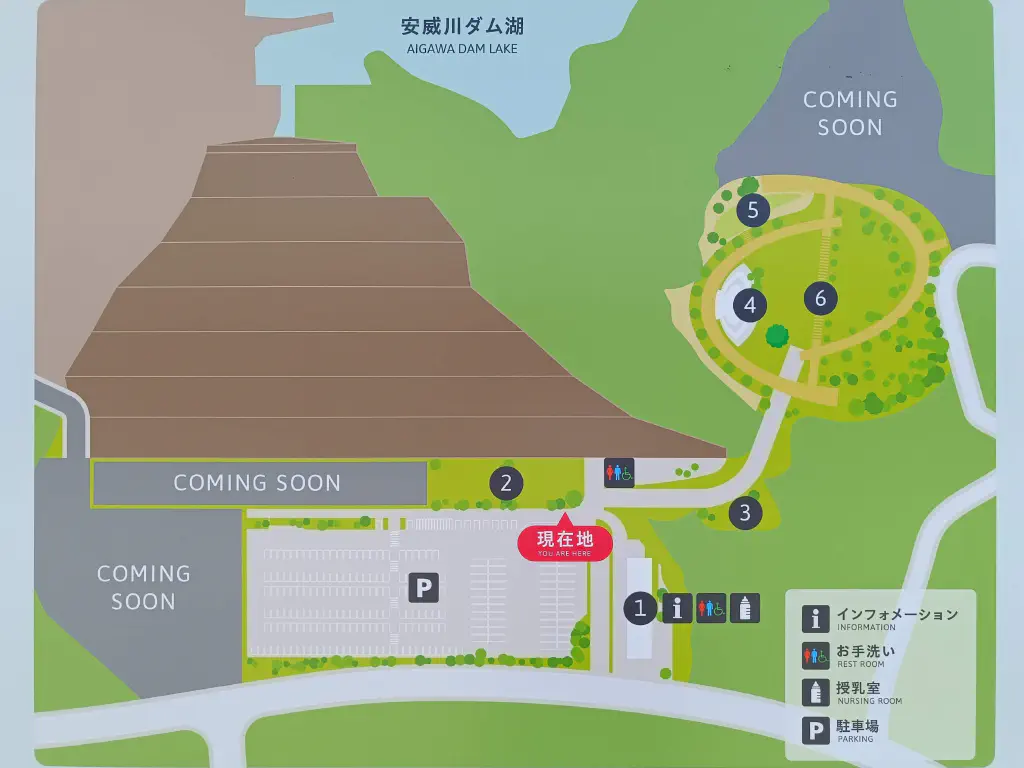 安威川ダム湖
AIGAWA DAM LAKE
COMING
SOON
5
4
6
COMING SOON
2
3
現在地
YOU ARE HERE
COMING
SOON
P
1
i
i
インフォメーション
INFORMATION
お手洗い
REST ROOM
授乳室
NURSING ROOM
P
駐車場
PARKING